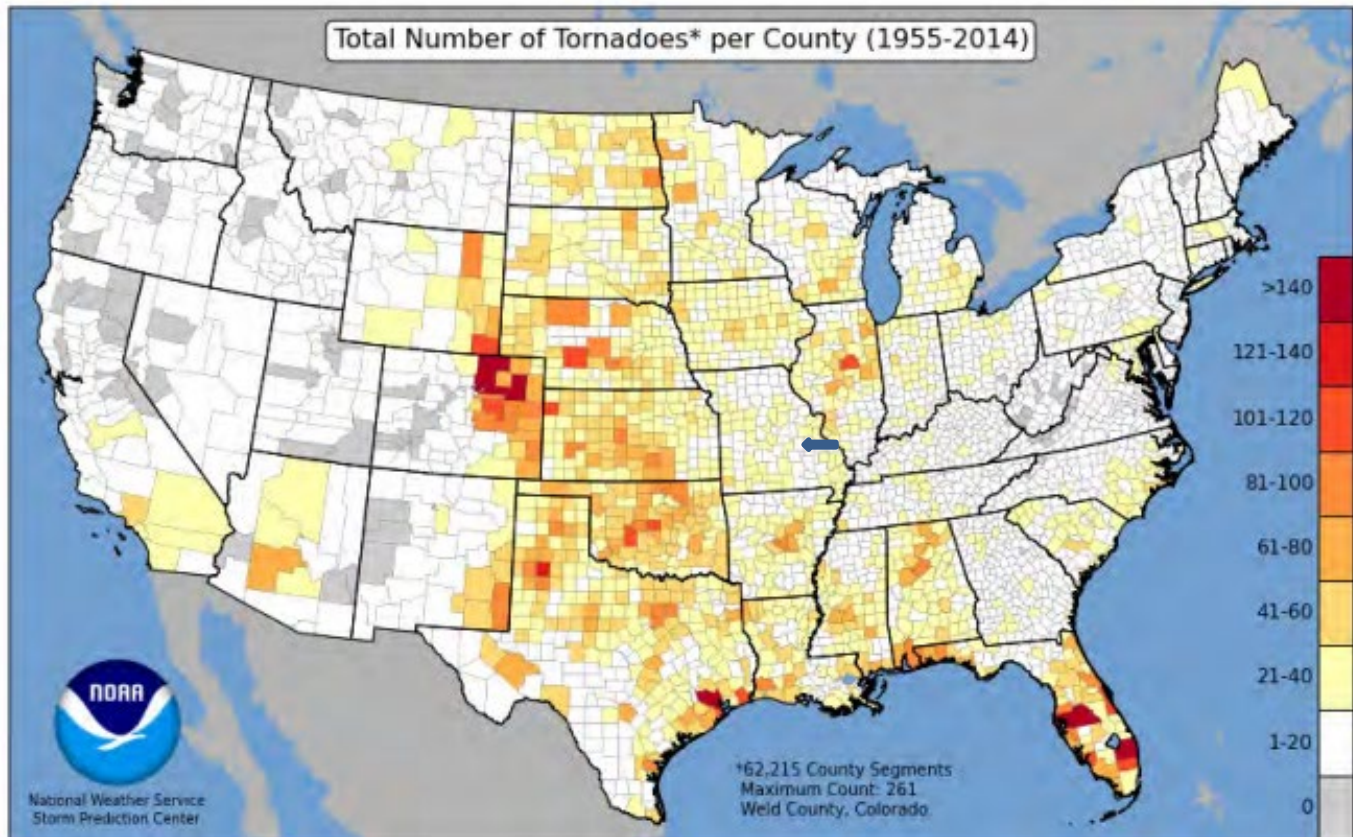 Total Number of Tornadoes* per County (1955-2014)
>140
121-140
101-120
81-100
61-80
41-60
21-40
1-20
0
NOAA
National Weather Service
Storm Prediction Center
*62,215 County Segments
Maximum Count: 261
Weld County, Colorado